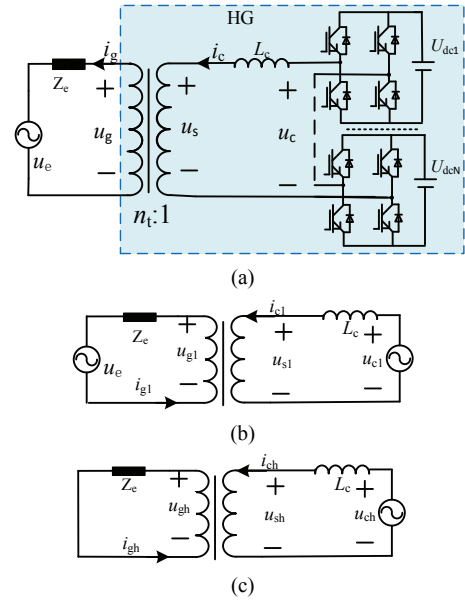 HG
i_g
i_c
L_c
U_dc1
Z_e
+
+
+
u_e
u_g
u_s
u_c
−
−
−
U_dcN
n_t:1
(a)
Z_e
+
i_c1
+
L_c
+
u_e
u_g1
u_s1
u_c1
−
−
−
i_g1
(b)
Z_e
+
i_ch
+
L_c
+
u_gh
u_sh
u_ch
−
−
−
i_gh
(c)